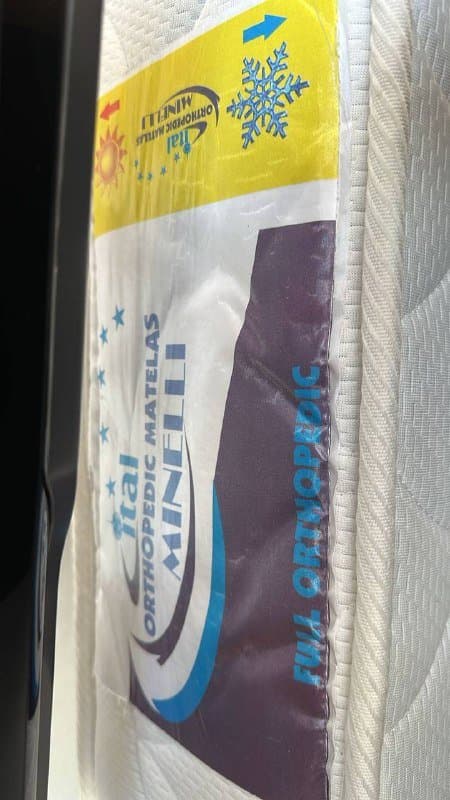 Ital
ORTHOPEDIC MATELAS
MINELLI
FULL ORTHOPEDIC
Ital
ORTHOPEDIC MATELAS
MINELLI